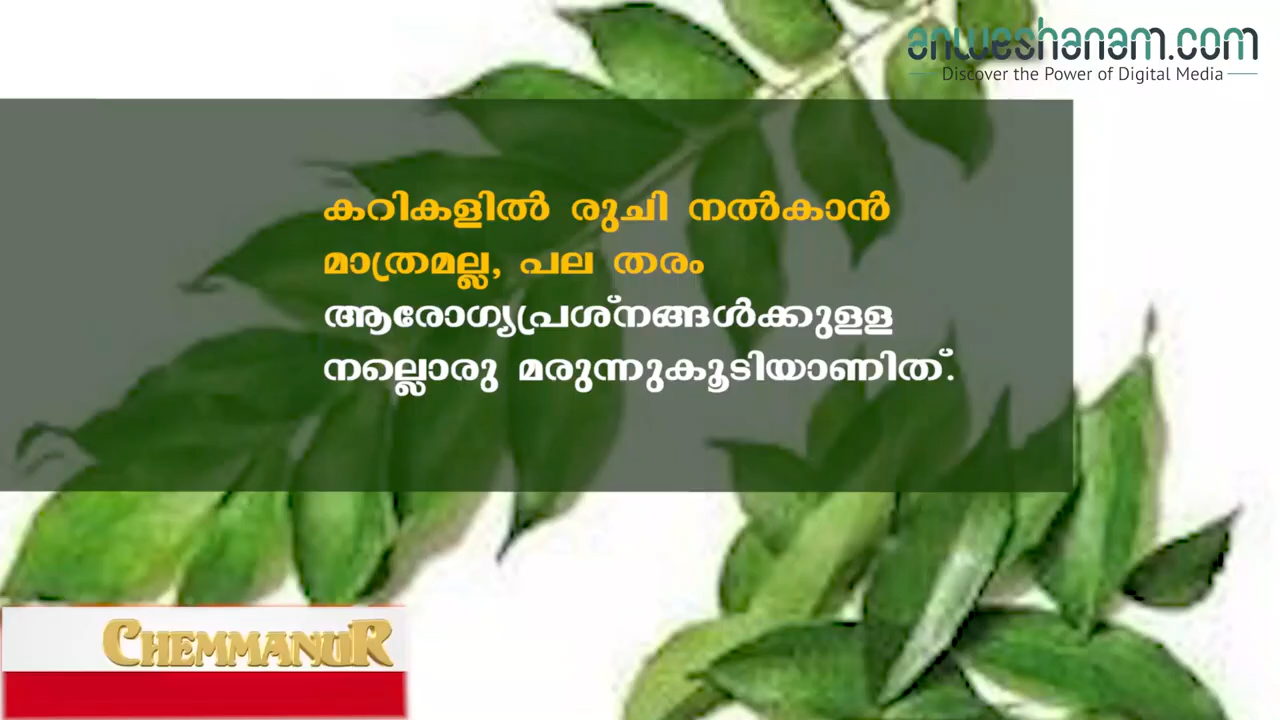 anweshanam.com
Discover the Power of Digital Media
കറികളിൽ രുചി നൽകാൻ
മാത്രമല്ല, പല തരം
ആരോഗ്യപ്രശ്നങ്ങൾക്കുളള
നല്ലൊരു മരുന്നുകൂടിയാണിത്.
CHEMMANUR